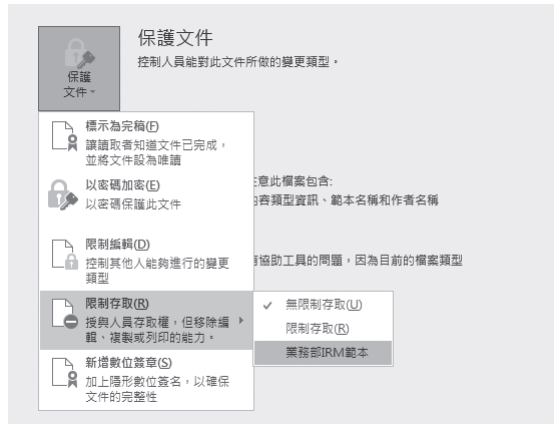 保護文件
控制人員能對此文件所做的變更類型。
保護
文件
標示為完稿(F)
讓讀取者知道文件已完成，
並將文件設為唯讀
以密碼加密(E)
以密碼保護此文件
意此檔案包含:
容類型資訊、範本名稱和作者名稱
限制編輯(D)
控制其他人能夠進行的變更
類型
協助工具的問題，因為目前的檔案類型
限制存取(R)
授與人員存取權，但移除編
輯、複製或列印的能力。
✓ 無限制存取(U)
限制存取(R)
業務部IRM範本
新增數位簽章(S)
加上隱形數位簽名，以確保
文件的完整性